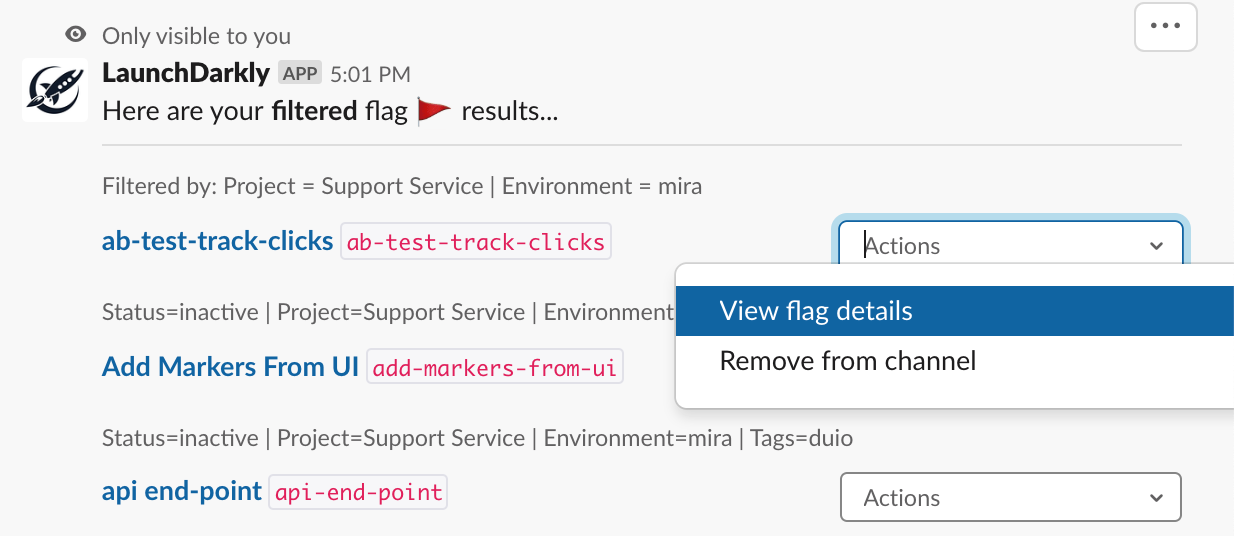 Only visible to you
LaunchDarkly APP 5:01 PM
Here are your filtered flag results...
Filtered by: Project = Support Service | Environment = mira
ab-test-track-clicks ab-test-track-clicks
Actions
Status=inactive | Project=Support Service | Environment
View flag details
Add Markers From UI add-markers-from-ui
Remove from channel
Status=inactive | Project=Support Service | Environment=mira | Tags=duio
api end-point api-end-point
Actions